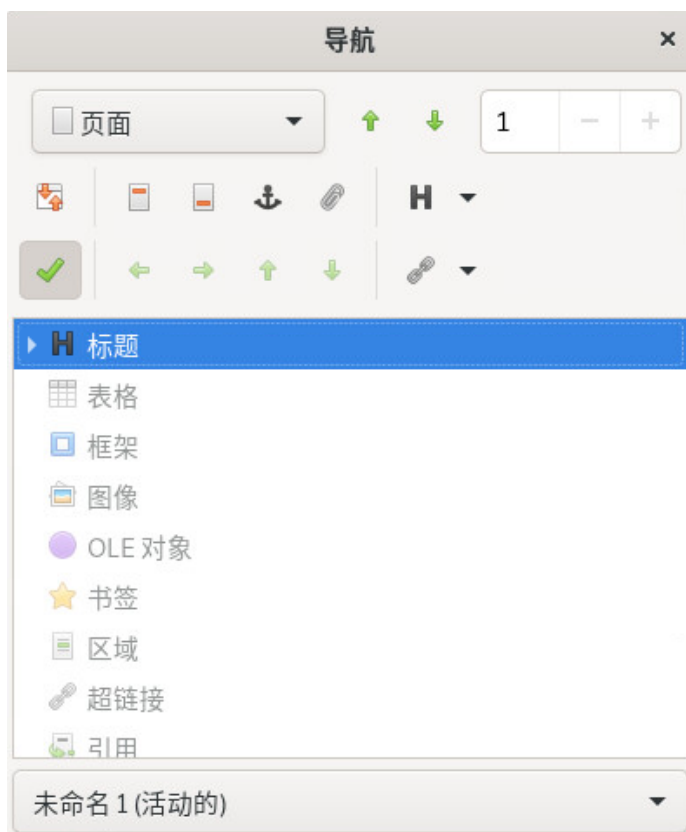 导航
页面
1
标题
表格
框架
图像
OLE 对象
书签
区域
超链接
引用
未命名 1 (活动的)